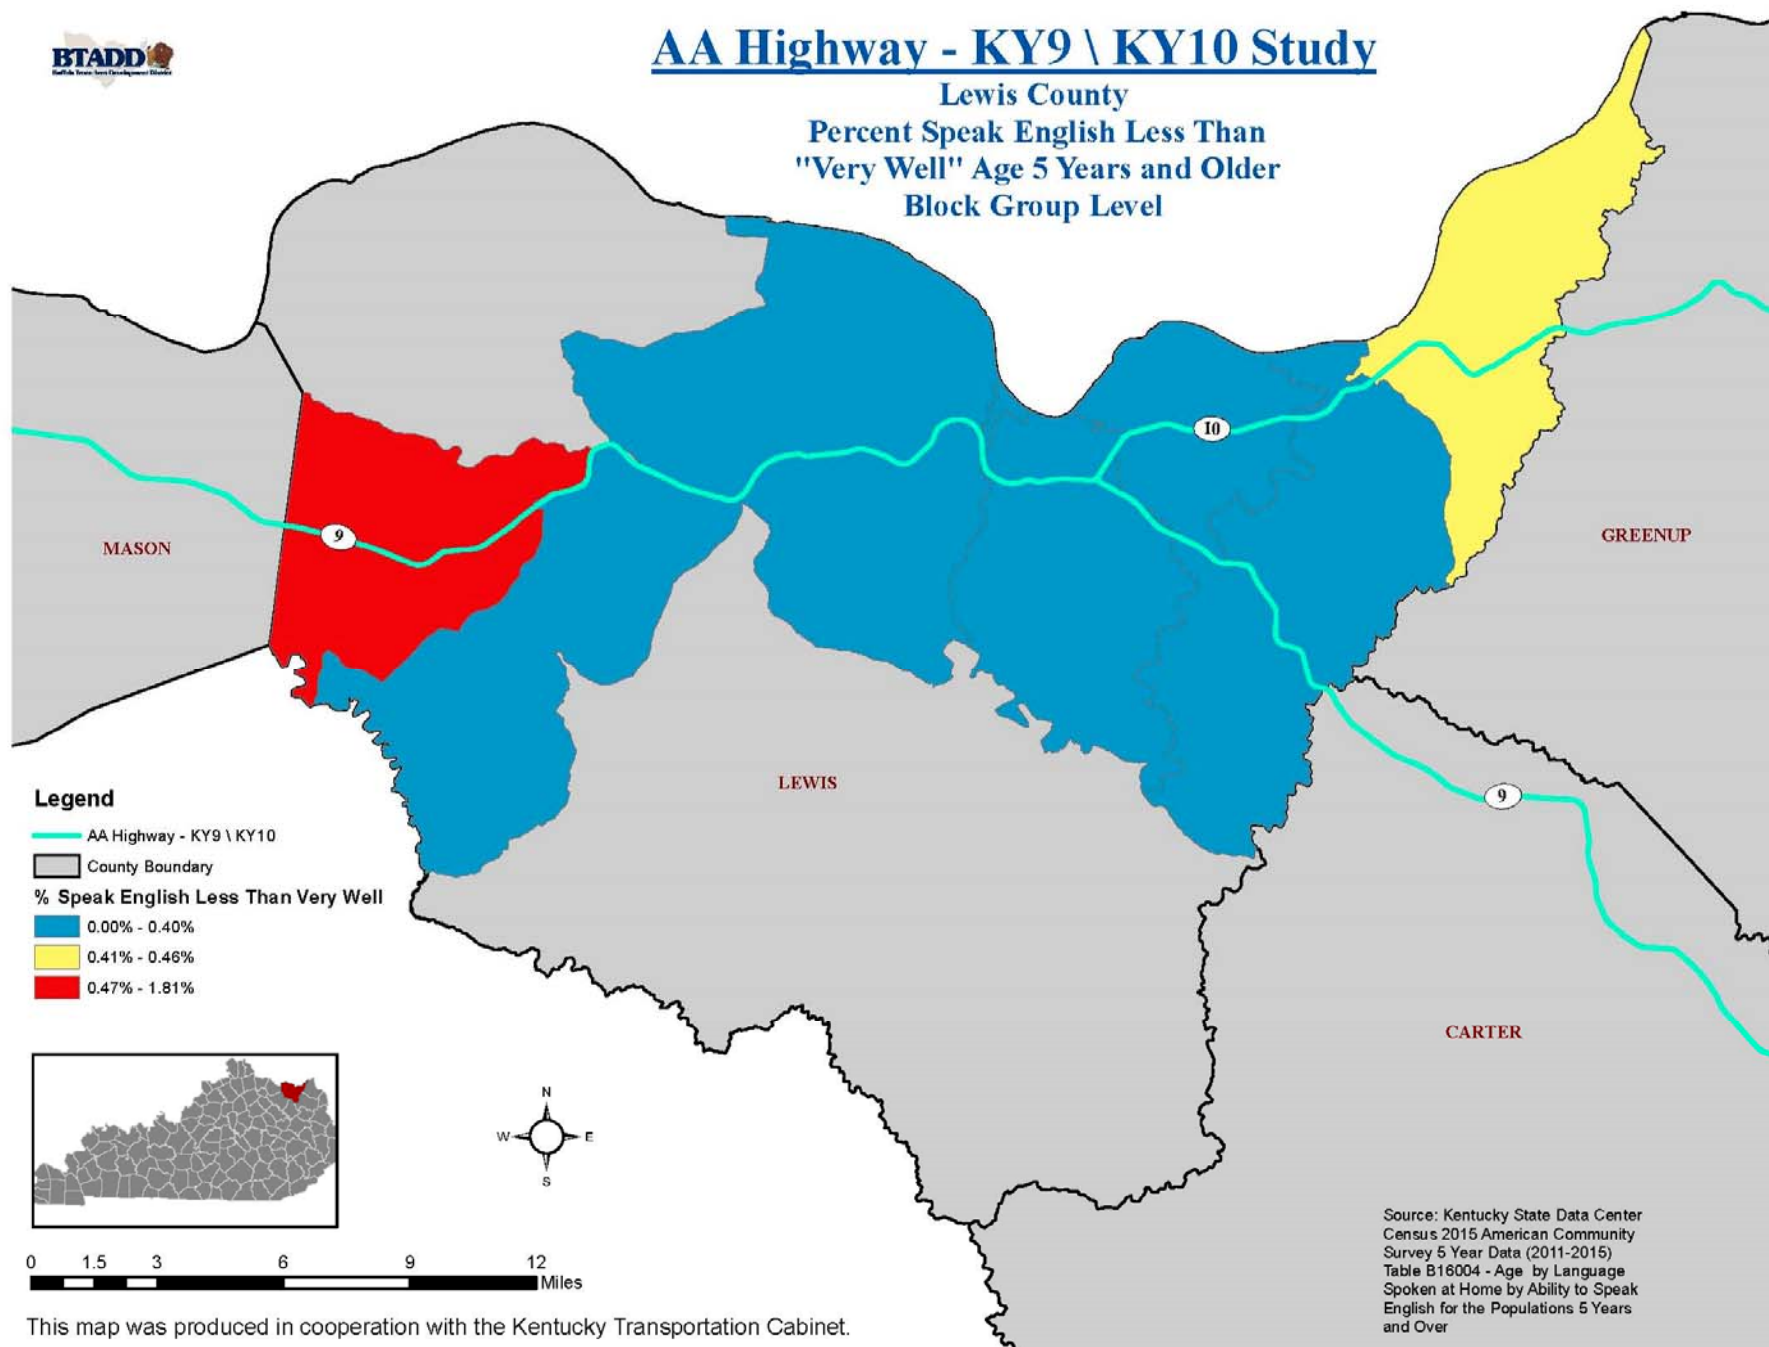 BTADD
Buffalo Trace Area Development District
AA Highway - KY9 \ KY10 Study
Lewis County
Percent Speak English Less Than
"Very Well" Age 5 Years and Older
Block Group Level
10
MASON
9
GREENUP
LEWIS
9
Legend
AA Highway - KY9 \ KY10
County Boundary
% Speak English Less Than Very Well
0.00% - 0.40%
0.41% - 0.46%
0.47% - 1.81%
CARTER
N
W E
S
0 1.5 3 6 9 12
Miles
Source: Kentucky State Data Center
Census 2015 American Community
Survey 5 Year Data (2011-2015)
Table B16004 - Age by Language
Spoken at Home by Ability to Speak
English for the Populations 5 Years
and Over
This map was produced in cooperation with the Kentucky Transportation Cabinet.